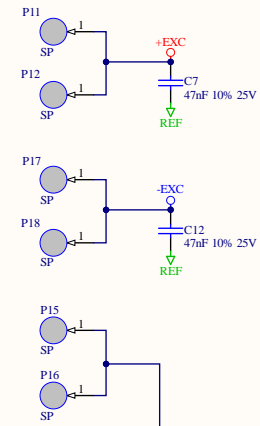 P11
1
SP
+EXC
P12
1
SP
C7
47nF 10% 25V
REF
P17
1
SP
-EXC
P18
1
SP
C12
47nF 10% 25V
REF
P15
1
SP
P16
1
SP